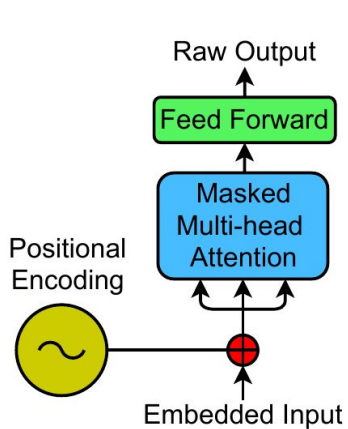 Raw Output
Feed Forward
Masked
Multi-head
Attention
Positional
Encoding
Embedded Input